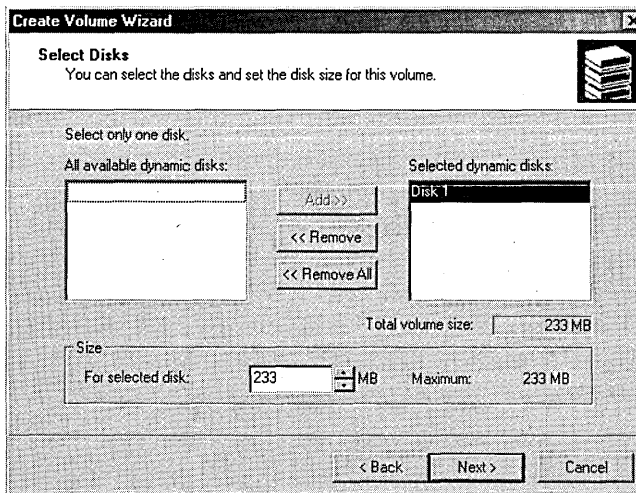 Create Volume Wizard
Select Disks
You can select the disks and set the disk size for this volume.
Select only one disk.
All available dynamic disks:
Selected dynamic disks:
Disk 1
Add >>
<< Remove
<< Remove All
Total volume size: 233 MB
Size
For selected disk: 233 MB Maximum: 233 MB
< Back Next > Cancel